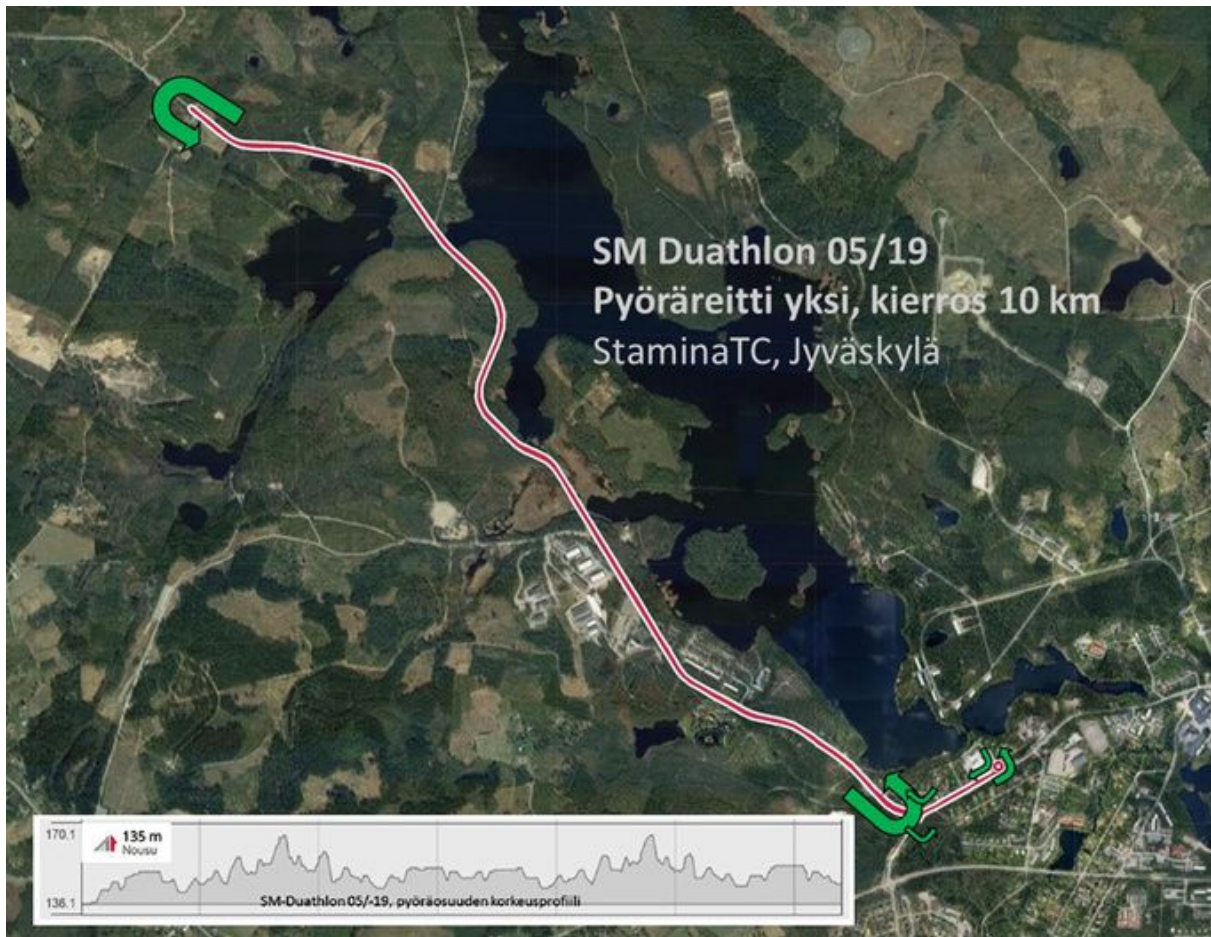 SM Duathlon 05/19
Pyöräreitti yksi, kierros 10 km
StaminaTC, Jyväskylä
170.1
135 m
Nousu
136.1
SM-Duathlon 05/-19, pyöräosuuden korkeusprofiili